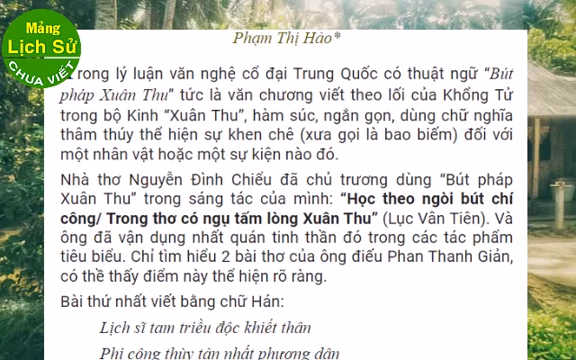 Mảng
Lịch Sử
CHƯA VIẾT
Phạm Thị Hảo*
Trong lý luận văn nghệ cổ đại Trung Quốc có thuật ngữ “Bút
pháp Xuân Thu” tức là văn chương viết theo lối của Khổng Tử
trong bộ Kinh “Xuân Thu”, hàm súc, ngắn gọn, dùng chữ nghĩa
thâm thúy thể hiện sự khen chê (xưa gọi là bao biếm) đối với
một nhân vật hoặc một sự kiện nào đó.
Nhà thơ Nguyễn Đình Chiểu đã chủ trương dùng “Bút pháp
Xuân Thu” trong sáng tác của mình: “Học theo ngòi bút chí
công/ Trong thơ có ngụ tấm lòng Xuân Thu” (Lục Vân Tiên). Và
ông đã vận dụng nhất quán tinh thần đó trong các tác phẩm
tiêu biểu. Chỉ tìm hiểu 2 bài thơ của ông điếu Phan Thanh Giản,
có thể thấy điểm này thể hiện rõ ràng.
Bài thứ nhất viết bằng chữ Hán:
Lịch sĩ tam triều độc khiết thân
Phi công thùy tản nhất phương dân